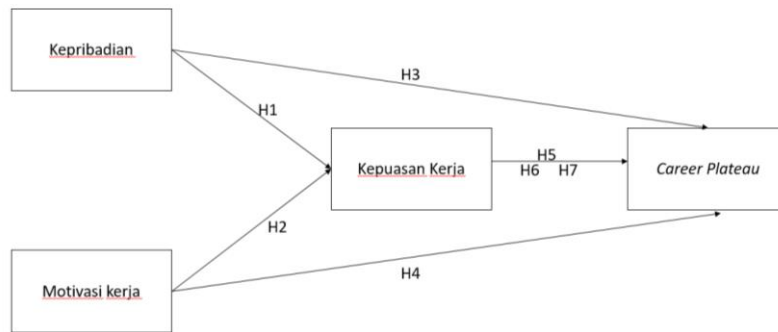 Kepribadian
H3
H1
Kepuasan Kerja
H5
H6 H7
Career Plateau
H2
Motivasi kerja
H4